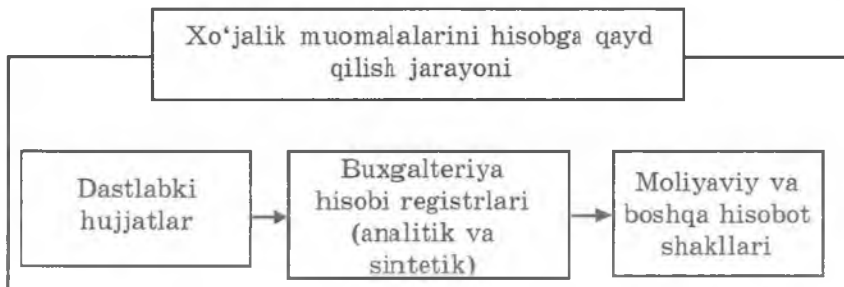 Xo‘jalik muomalalarini hisobga qayd
qilish jarayoni
Dastlabki
hujjatlar
Buxgalteriya
hisobi registrlari
(analitik va
sintetik)
Moliyaviy va
boshqa hisobot
shakllari